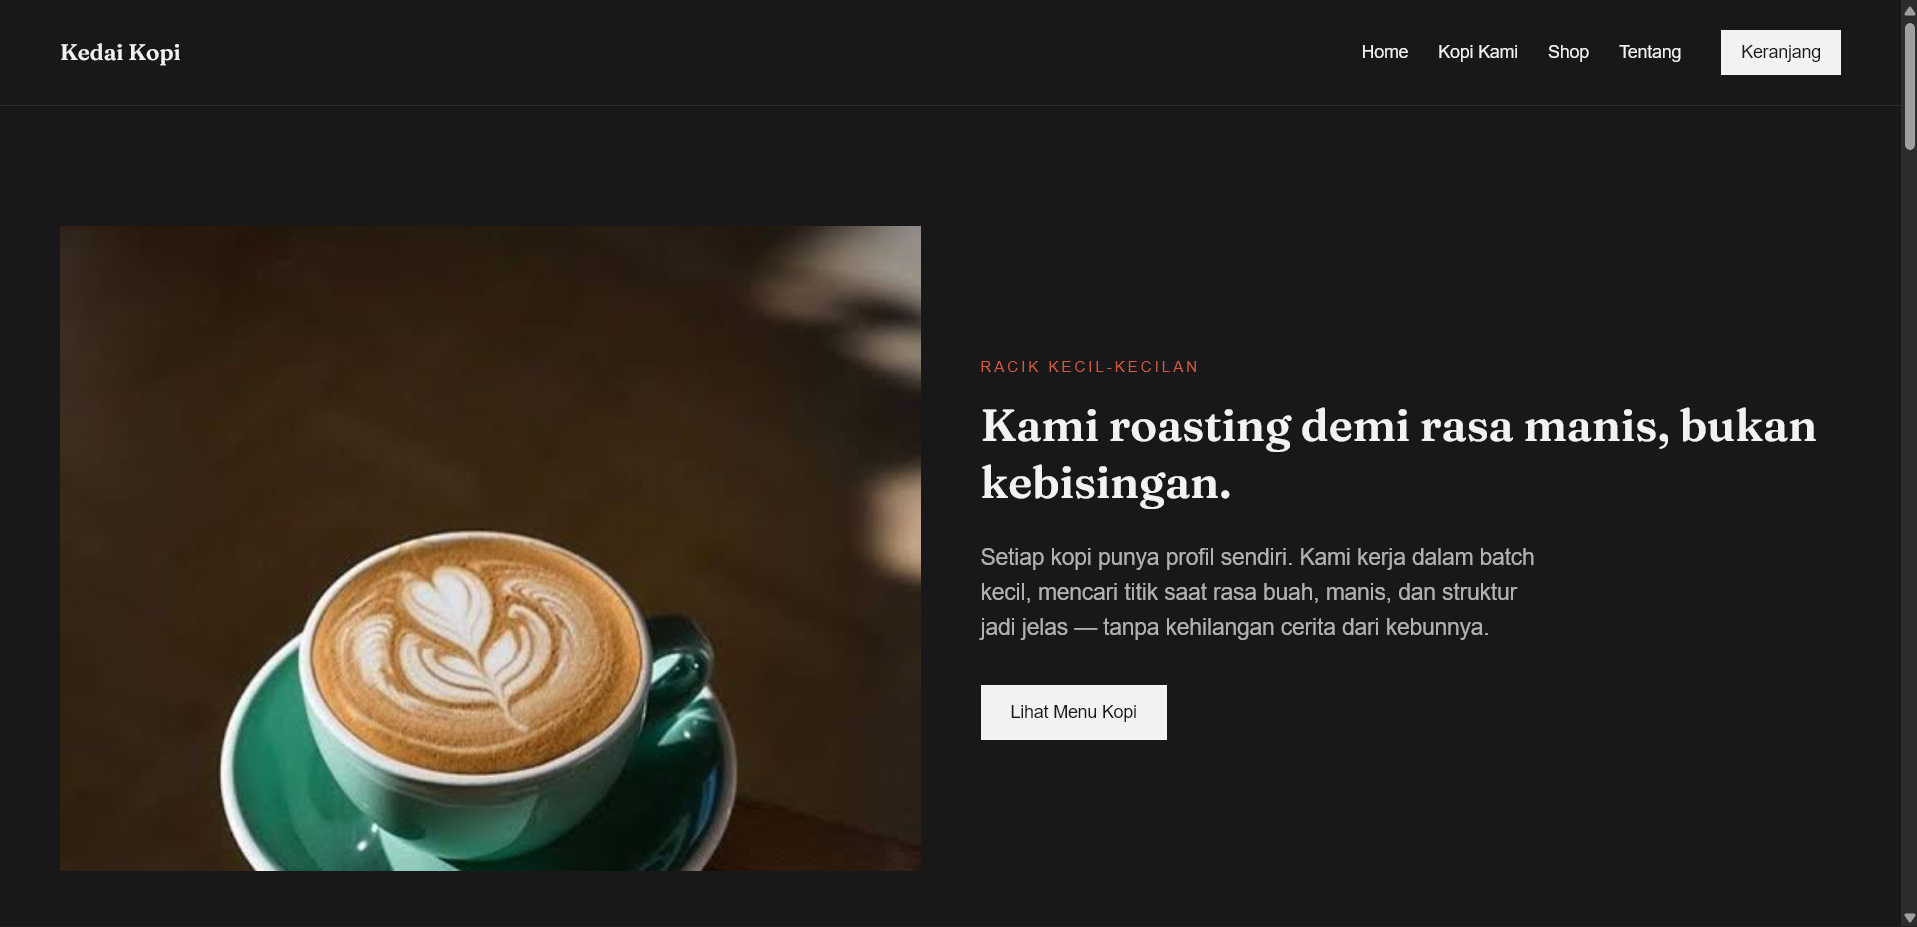 Kedai Kopi
Home
Kopi Kami
Shop
Tentang
Keranjang
RACIK KECIL-KECILAN
Kami roasting demi rasa manis, bukan
kebisingan.
Setiap kopi punya profil sendiri. Kami kerja dalam batch
kecil, mencari titik saat rasa buah, manis, dan struktur
jadi jelas — tanpa kehilangan cerita dari kebunnya.
Lihat Menu Kopi